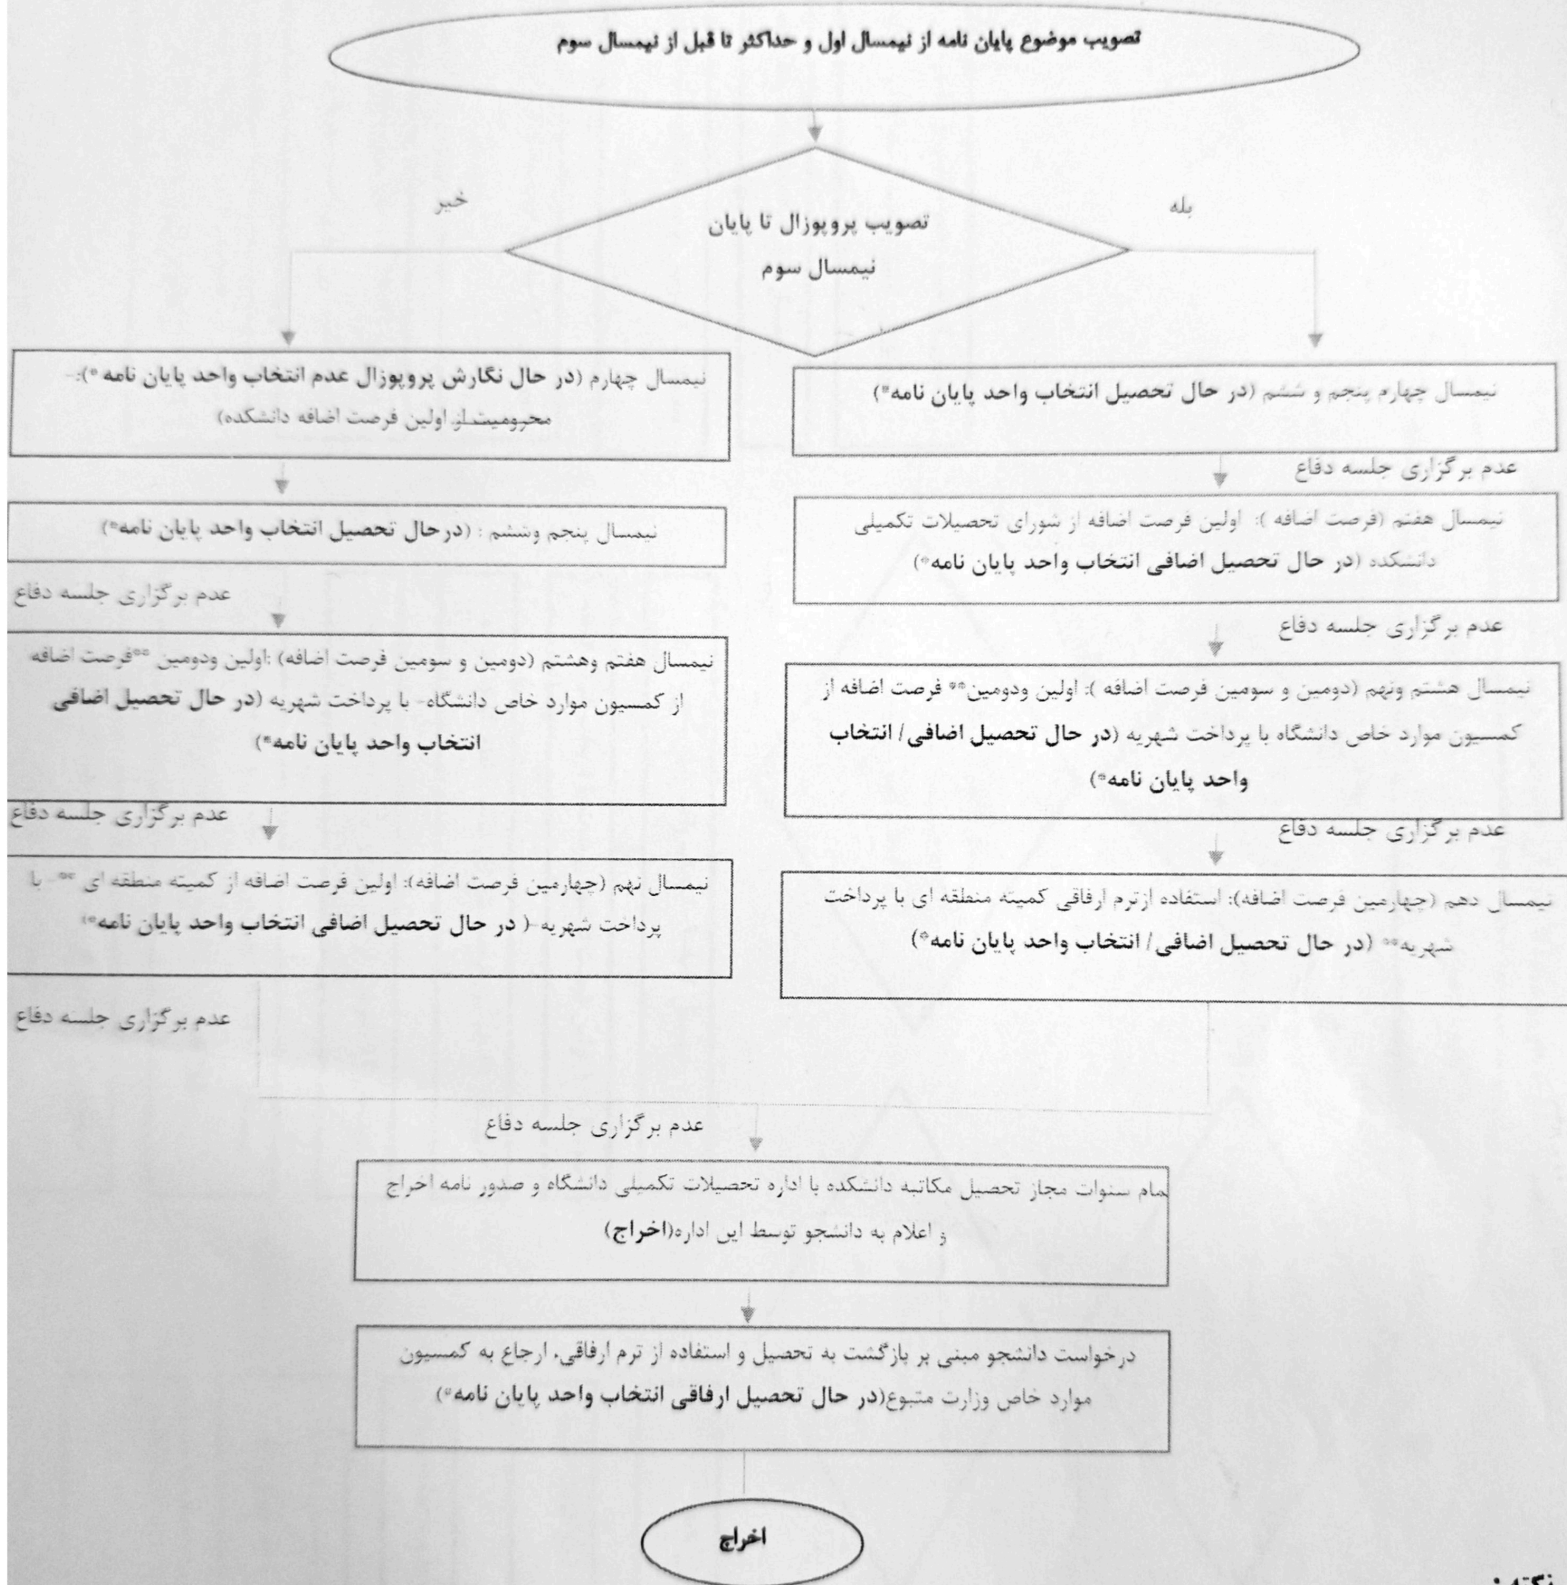 تصویب موضوع پایان نامه از نیمسال اول و حداکثر تا قبل از نیمسال سوم
تصویب پروپوزال تا پایان
نیمسال سوم
بله
خیر
نیمسال چهارم پنجم و ششم (در حال تحصیل انتخاب واحد پایان نامه*)
عدم برگزاری جلسه دفاع
نیمسال هفتم (فرصت اضافه ): اولین فرصت اضافه از شورای تحصیلات تکمیلی
دانشکده (در حال تحصیل اضافی انتخاب واحد پایان نامه*)
عدم برگزاری جلسه دفاع
نیمسال هشتم ونهم (دومین و سومین فرصت اضافه ): اولین ودومین** فرصت اضافه از
کمسیون موارد خاص دانشگاه با پرداخت شهریه (در حال تحصیل اضافی/ انتخاب
واحد پایان نامه*)
عدم برگزاری جلسه دفاع
نیمسال دهم (چهارمین فرصت اضافه): استفاده ازترم ارفاقی کمیته منطقه ای با پرداخت
شهریه** (در حال تحصیل اضافی/ انتخاب واحد پایان نامه*)
نیمسال چهارم (در حال نگارش پروپوزال عدم انتخاب واحد پایان نامه *):-
محرومیت از اولین فرصت اضافه دانشکده)
نیمسال پنجم وششم : (درحال تحصیل انتخاب واحد پایان نامه*)
عدم برگزاری جلسه دفاع
نیمسال هفتم وهشتم (دومین و سومین فرصت اضافه) :اولین ودومین **فرصت اضافه
از کمسیون موارد خاص دانشگاه- با پرداخت شهریه (در حال تحصیل اضافی
انتخاب واحد پایان نامه*)
عدم برگزاری جلسه دفاع
نیمسال نهم (چهارمین فرصت اضافه): اولین فرصت اضافه از کمیته منطقه ای **- با
پرداخت شهریه-( در حال تحصیل اضافی انتخاب واحد پایان نامه*)
عدم برگزاری جلسه دفاع
عدم برگزاری جلسه دفاع
تمام سنوات مجاز تحصیل مکاتبه دانشکده با اداره تحصیلات تکمیلی دانشگاه و صدور نامه اخراج
و اعلام به دانشجو توسط این اداره(اخراج)
درخواست دانشجو مبنی بر بازگشت به تحصیل و استفاده از ترم ارفاقی، ارجاع به کمسیون
موارد خاص وزارت متبوع(در حال تحصیل ارفاقی انتخاب واحد پایان نامه*)
اخراج